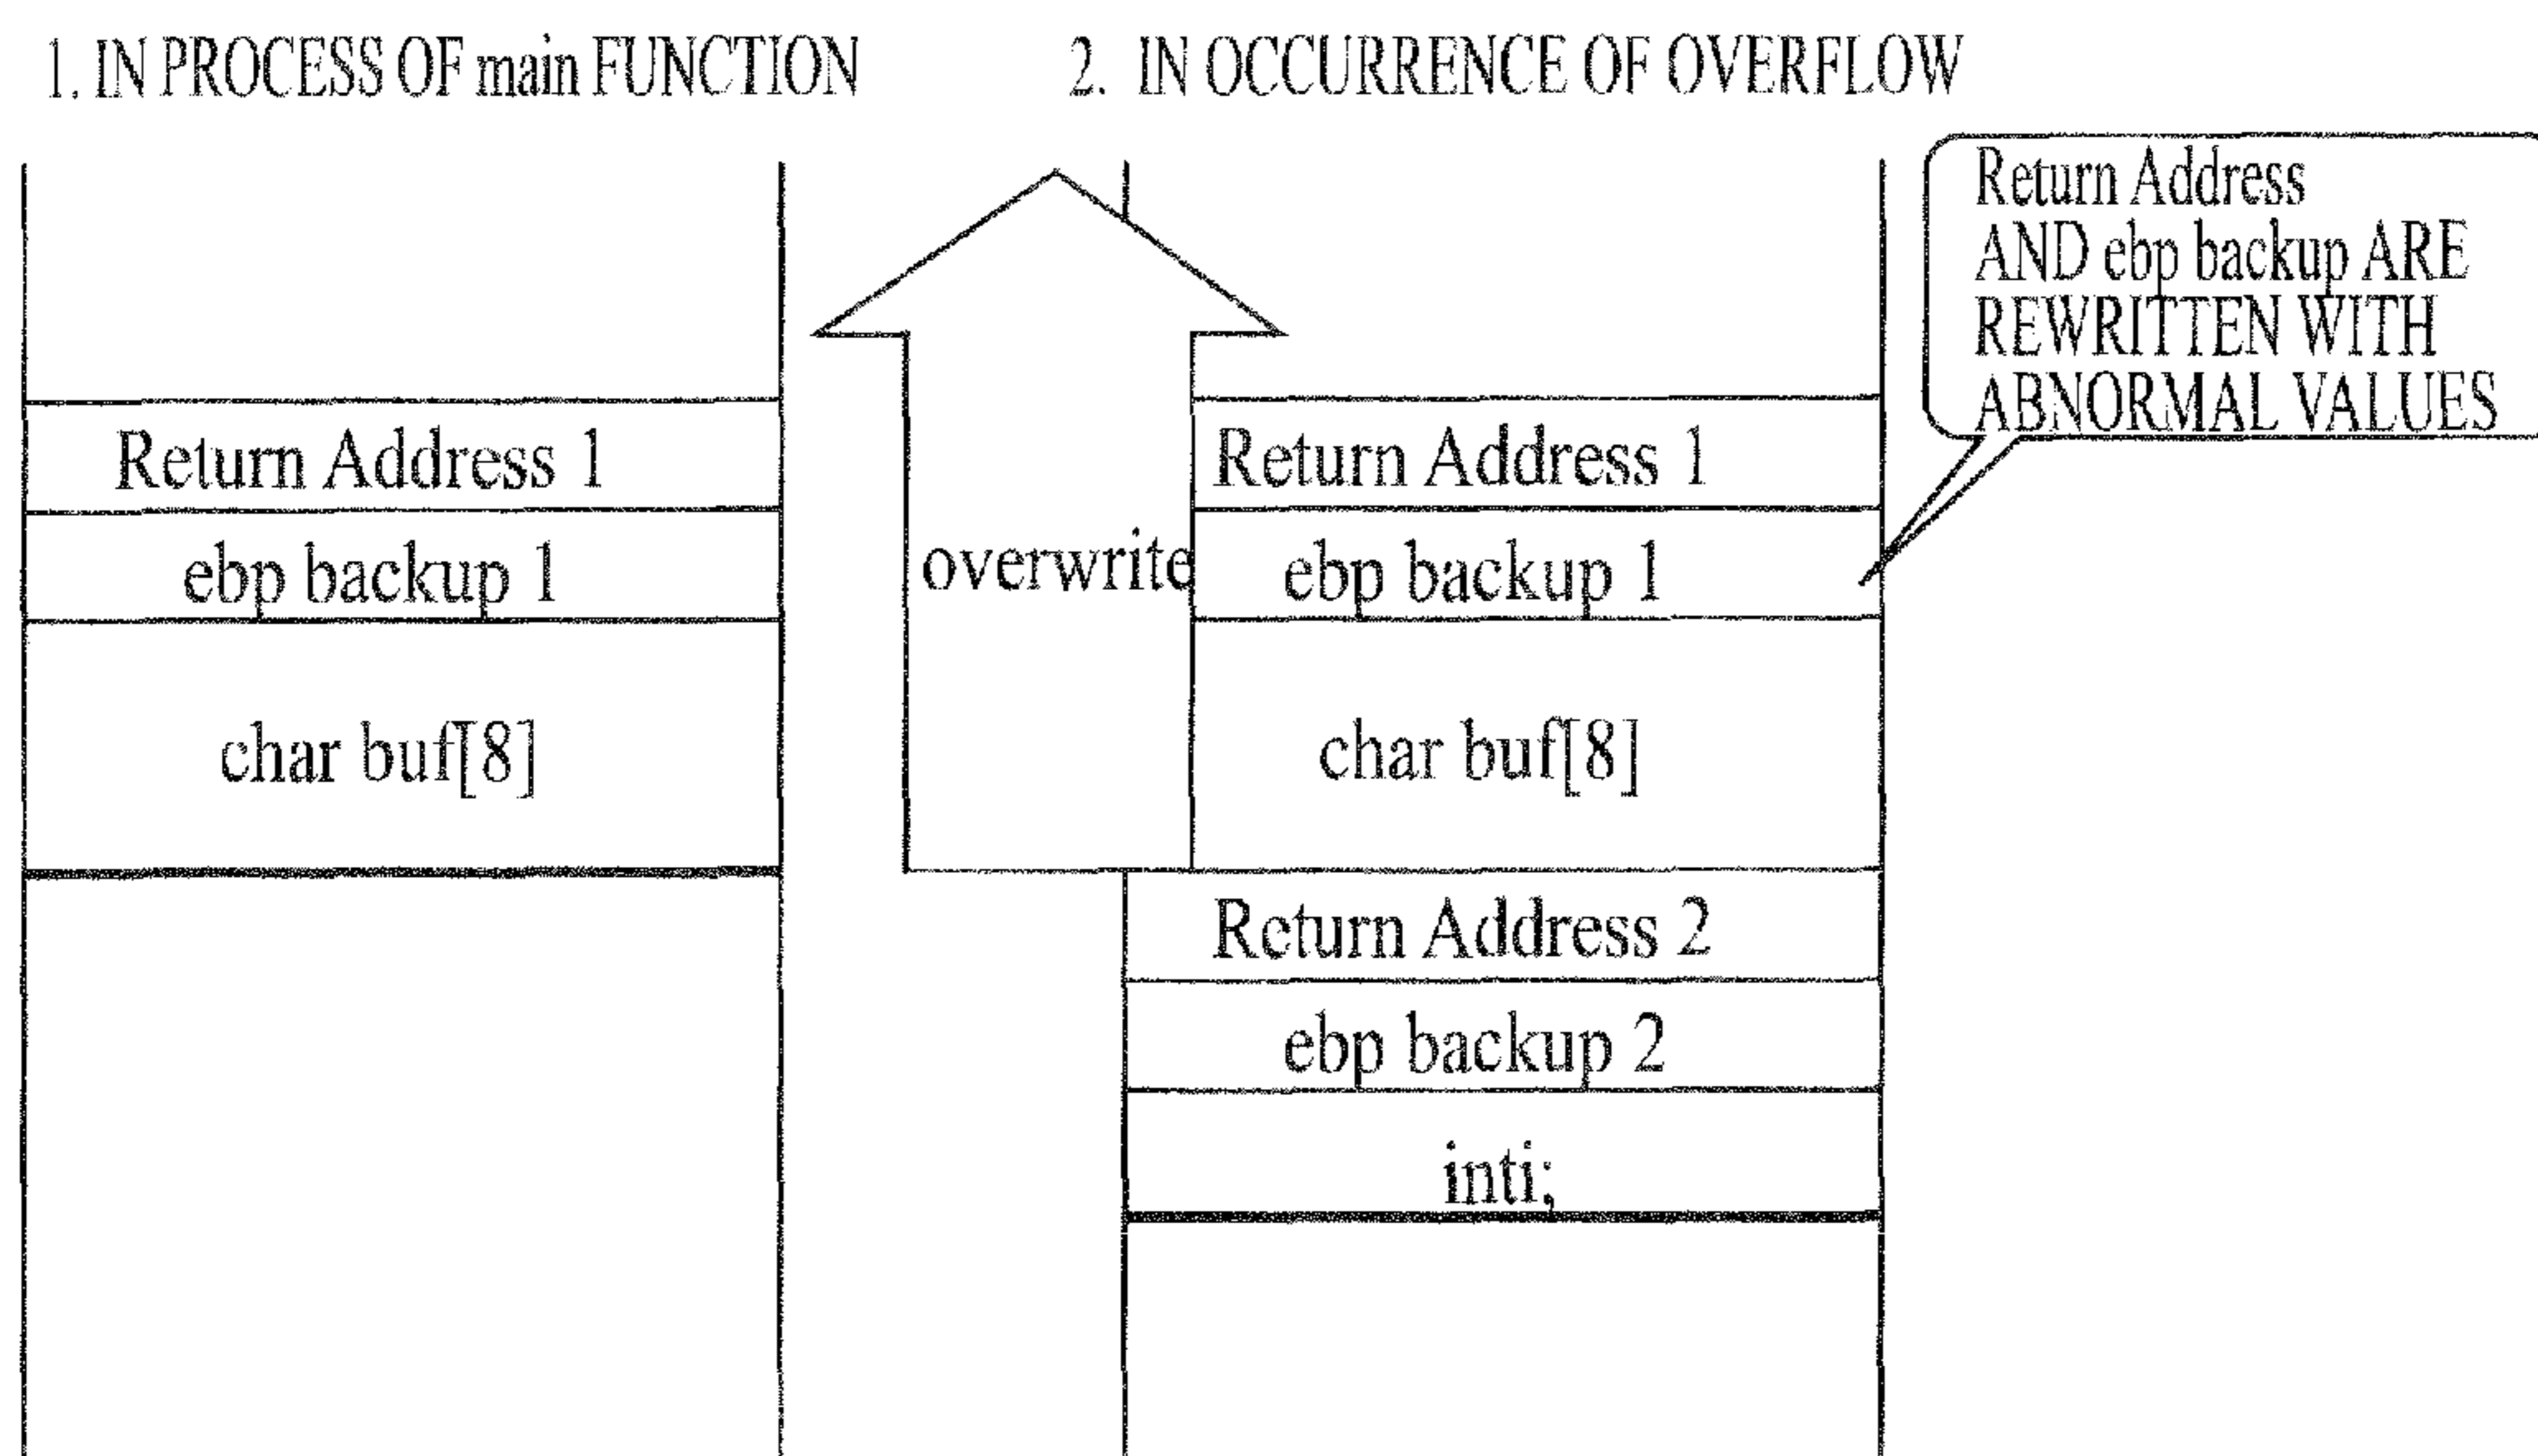 1. IN PROCESS OF main FUNCTION
2. IN OCCURRENCE OF OVERFLOW
Return Address
AND ebp backup ARE
REWRITTEN WITH
ABNORMAL VALUES
Return Address 1
ebp backup 1
char buf[8]
overwrite
Return Address 1
ebp backup 1
char buf[8]
Return Address 2
ebp backup 2
inti;